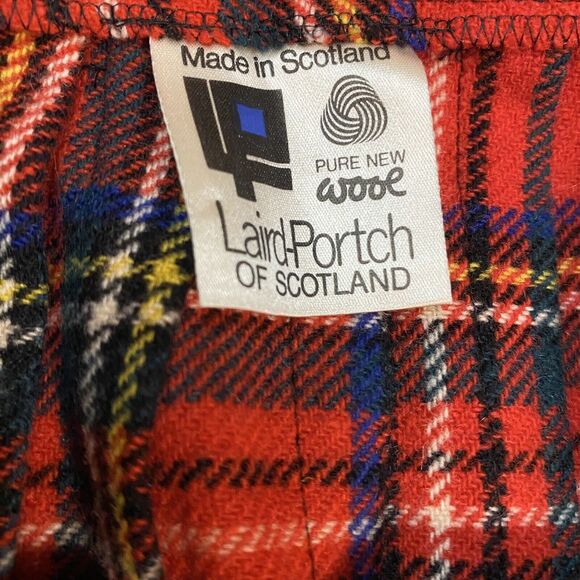 Made in Scotland
PURE NEW
wool
Laird-Portch
OF SCOTLAND